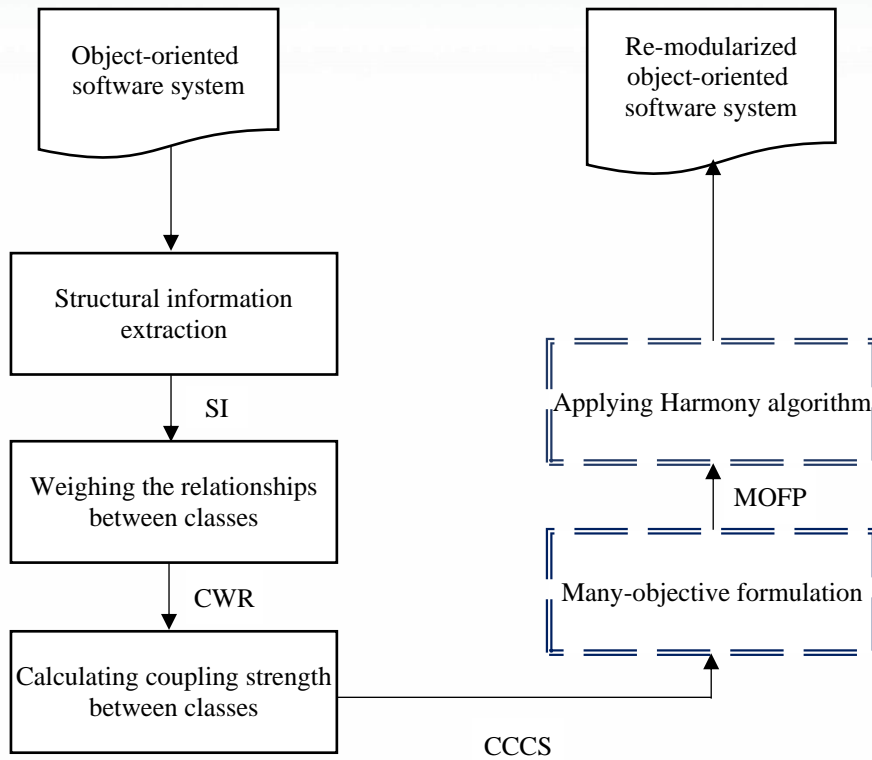 Object-oriented
software system
Structural information
extraction
SI
Weighing the relationships
between classes
CWR
Calculating coupling strength
between classes
CCCS
Many-objective formulation
MOFP
Applying Harmony algorithm
Re-modularized
object-oriented
software system